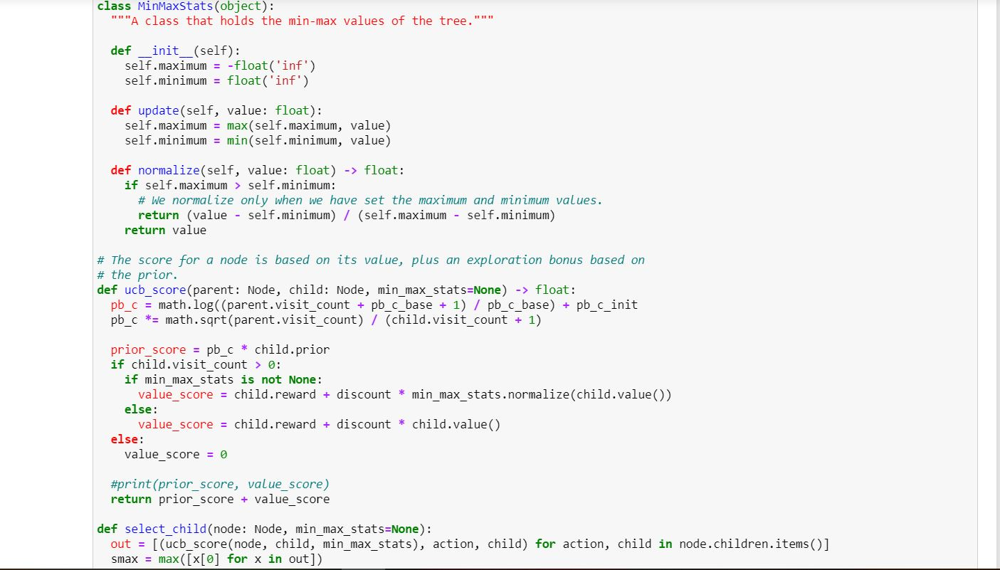 class MinMaxStats(object):
  """A class that holds the min-max values of the tree."""

  def __init__(self):
    self.maximum = -float('inf')
    self.minimum = float('inf')

  def update(self, value: float):
    self.maximum = max(self.maximum, value)
    self.minimum = min(self.minimum, value)

  def normalize(self, value: float) -> float:
    if self.maximum > self.minimum:
      # We normalize only when we have set the maximum and minimum values.
      return (value - self.minimum) / (self.maximum - self.minimum)
    return value

# The score for a node is based on its value, plus an exploration bonus based on
# the prior.
def ucb_score(parent: Node, child: Node, min_max_stats=None) -> float:
  pb_c = math.log((parent.visit_count + pb_c_base + 1) / pb_c_base) + pb_c_init
  pb_c *= math.sqrt(parent.visit_count) / (child.visit_count + 1)

  prior_score = pb_c * child.prior
  if child.visit_count > 0:
    if min_max_stats is not None:
      value_score = child.reward + discount * min_max_stats.normalize(child.value())
    else:
      value_score = child.reward + discount * child.value()
  else:
    value_score = 0

  #print(prior_score, value_score)
  return prior_score + value_score

def select_child(node: Node, min_max_stats=None):
  out = [(ucb_score(node, child, min_max_stats), action, child) for action, child in node.children.items()]
  smax = max([x[0] for x in out])